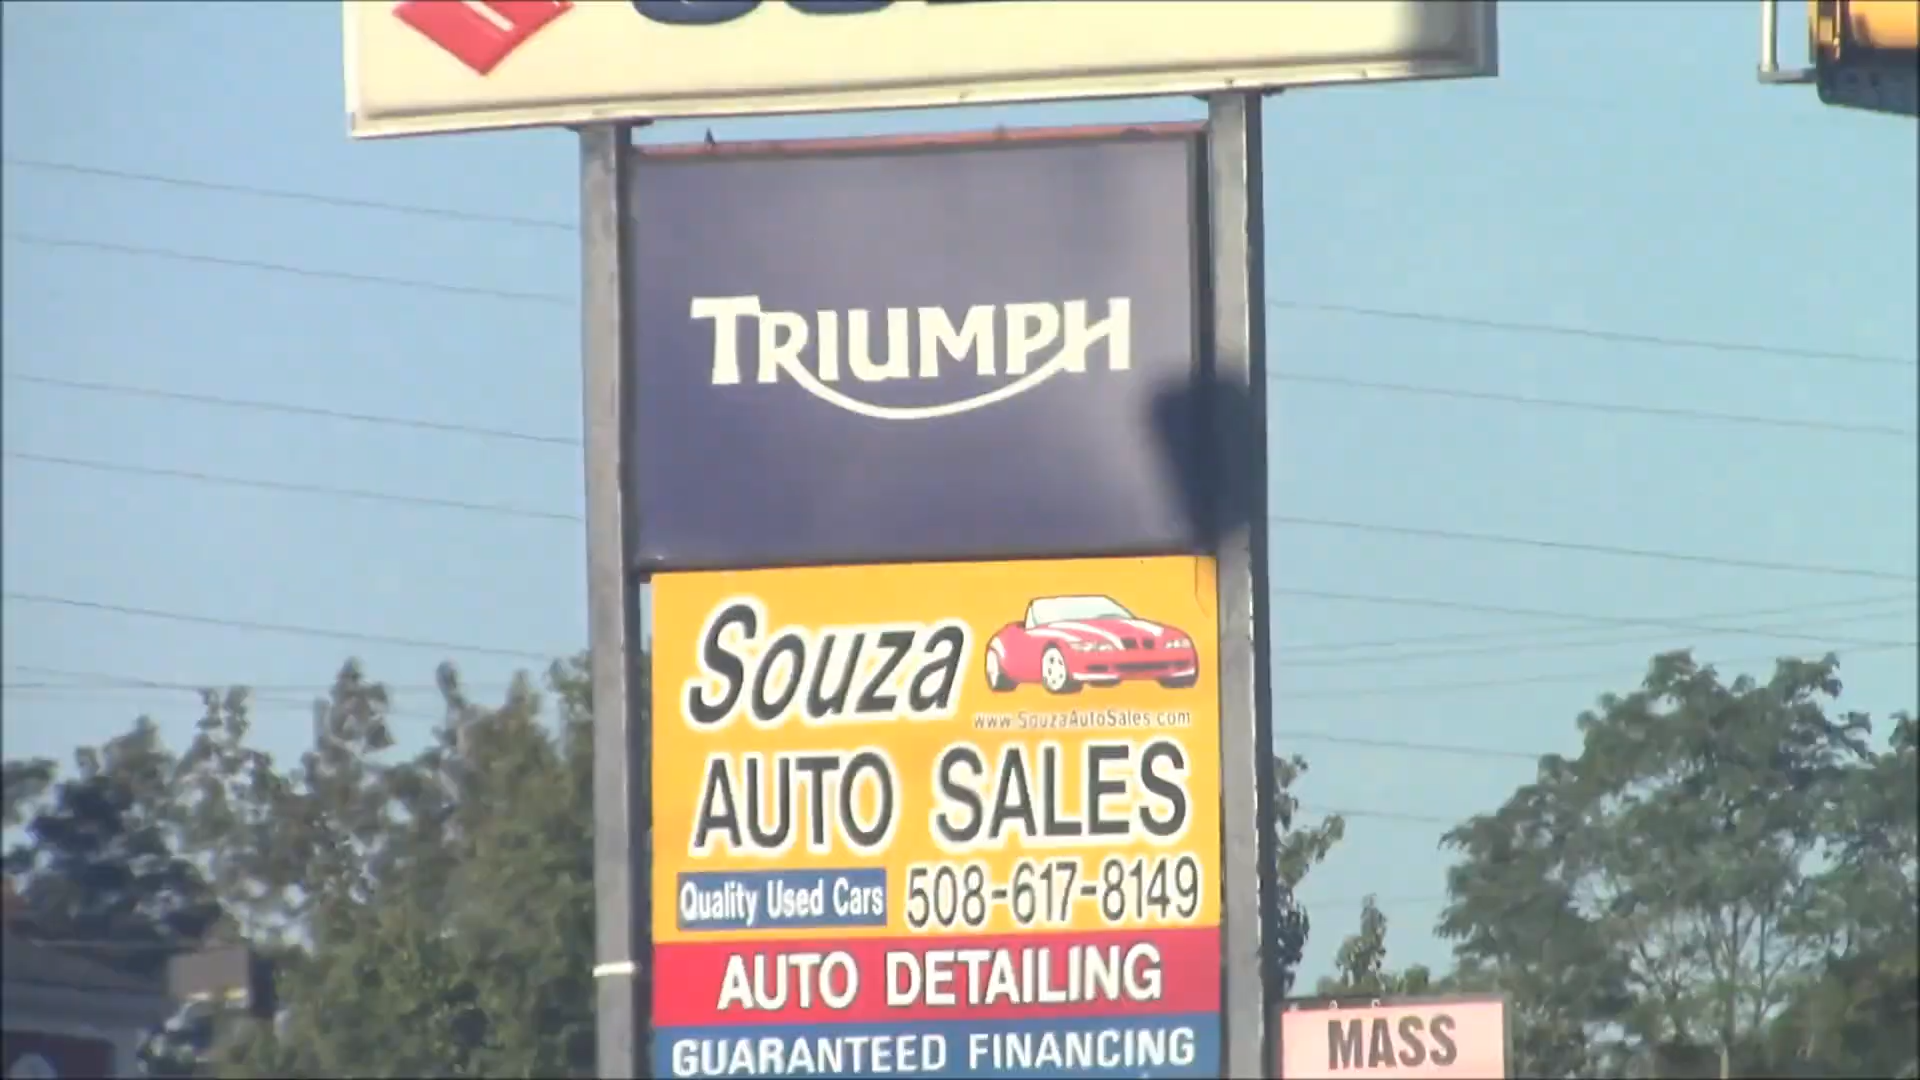 TRIUMPH
Souza
www.SouzaAutoSales.com
AUTO SALES
Quality Used Cars 508-617-8149
AUTO DETAILING
GUARANTEED FINANCING
MASS